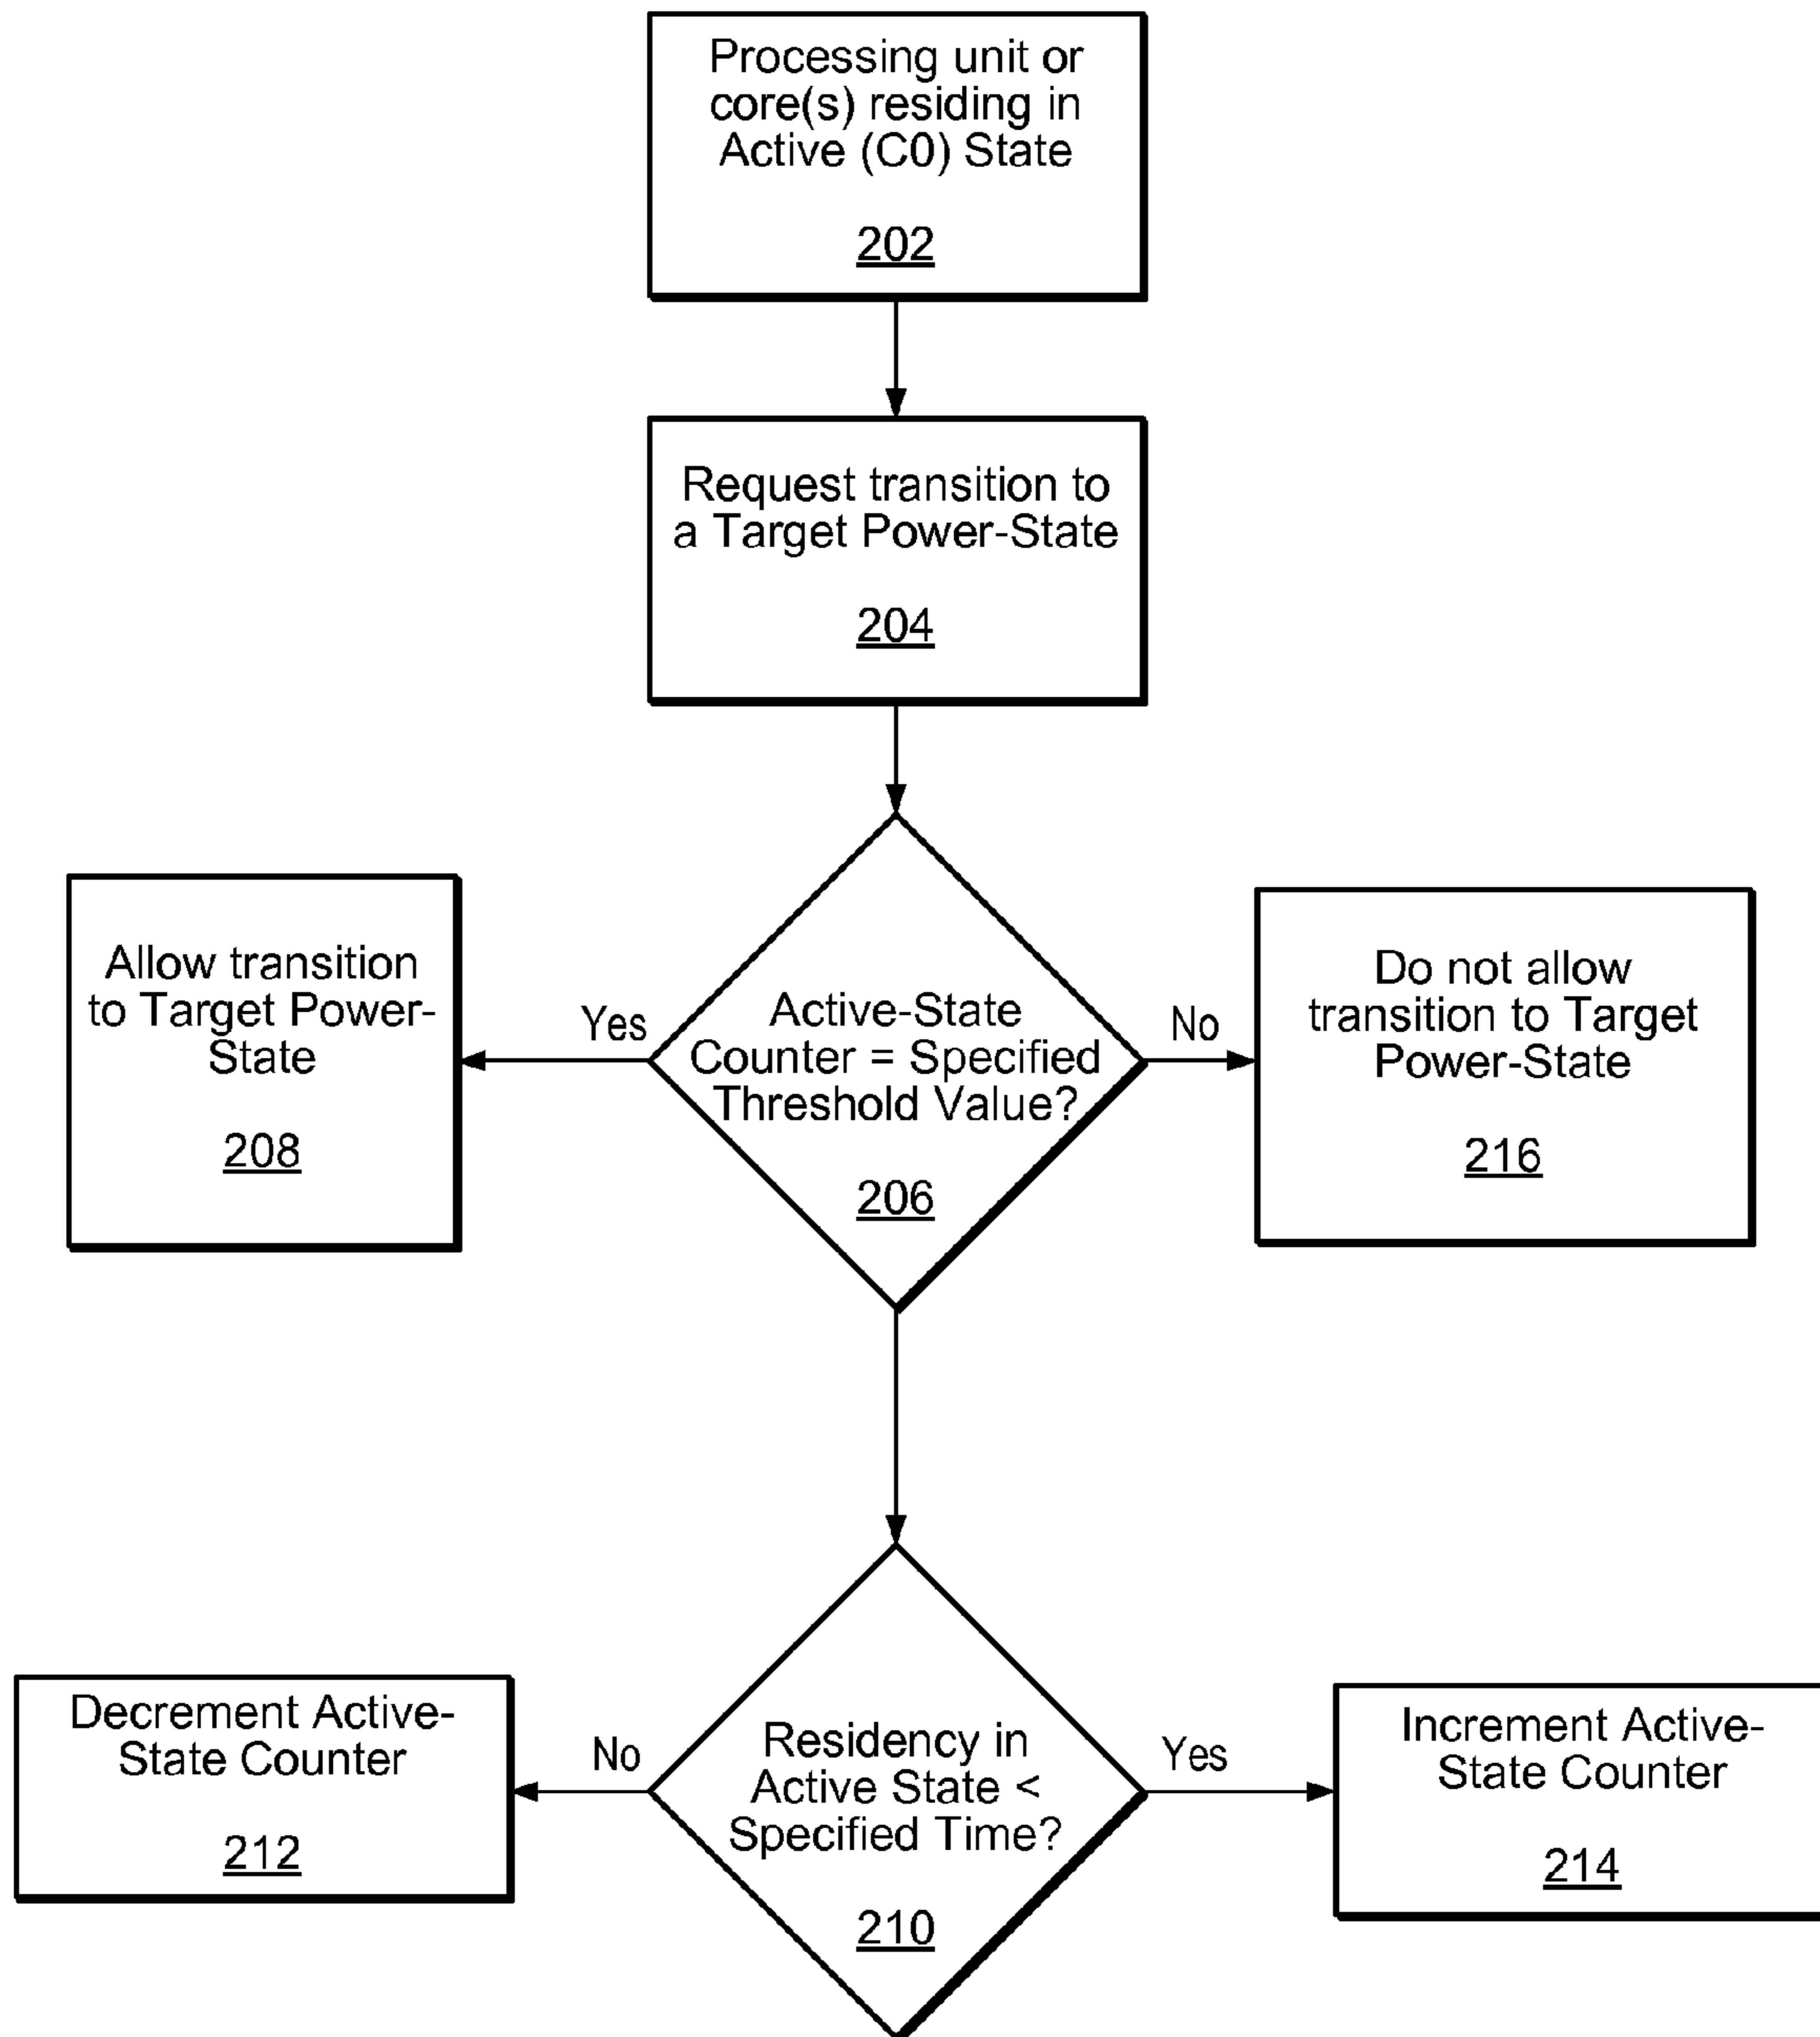 Processing unit or
core(s) residing in
Active (C0) State
202
Request transition to
a Target Power-State
204
Allow transition
to Target Power-
State
208
Yes
Active-State
Counter = Specified
Threshold Value?
206
No
Do not allow
transition to Target
Power-State
216
Decrement Active-
State Counter
212
No
Residency in
Active State <
Specified Time?
210
Yes
Increment Active-
State Counter
214